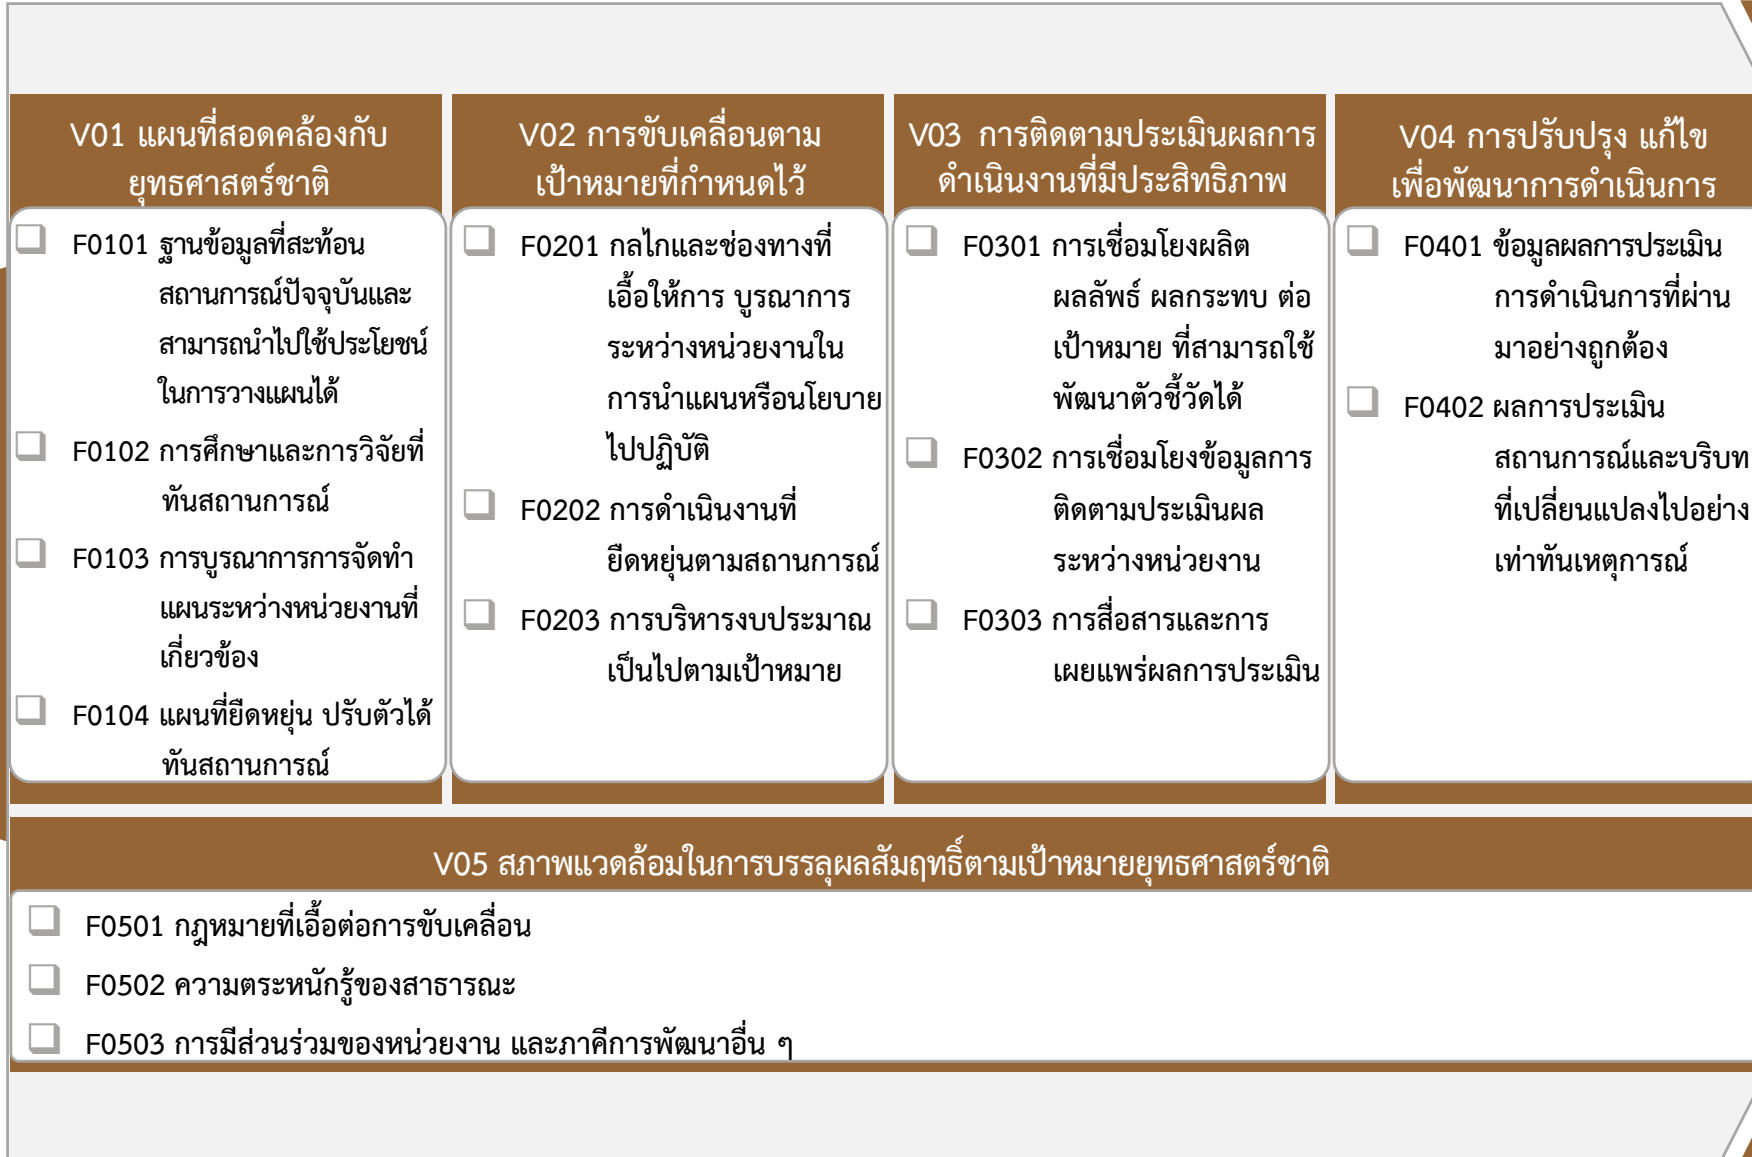 V01 แผนที่สอดคล้องกับ
ยุทธศาสตร์ชาติ
F0101 ฐานข้อมูลที่สะท้อน
สถานการณ์ปัจจุบันและ
สามารถนำไปใช้ประโยชน์
ในการวางแผนได้
F0102 การศึกษาและการวิจัยที่
ทันสถานการณ์
F0103 การบูรณาการการจัดทำ
แผนระหว่างหน่วยงานที่
เกี่ยวข้อง
F0104 แผนที่ยืดหยุ่น ปรับตัวได้
ทันสถานการณ์
V02 การขับเคลื่อนตาม
เป้าหมายที่กำหนดไว้
F0201 กลไกและช่องทางที่
เอื้อให้การ บูรณาการ
ระหว่างหน่วยงานใน
การนำแผนหรือนโยบาย
ไปปฏิบัติ
F0202 การดำเนินงานที่
ยืดหยุ่นตามสถานการณ์
F0203 การบริหารงบประมาณ
เป็นไปตามเป้าหมาย
V03 การติดตามประเมินผลการ
ดำเนินงานที่มีประสิทธิภาพ
F0301 การเชื่อมโยงผลิต
ผลลัพธ์ ผลกระทบ ต่อ
เป้าหมาย ที่สามารถใช้
พัฒนาตัวชี้วัดได้
F0302 การเชื่อมโยงข้อมูลการ
ติดตามประเมินผล
ระหว่างหน่วยงาน
F0303 การสื่อสารและการ
เผยแพร่ผลการประเมิน
V04 การปรับปรุง แก้ไข
เพื่อพัฒนาการดำเนินการ
F0401 ข้อมูลผลการประเมิน
การดำเนินการที่ผ่าน
มาอย่างถูกต้อง
F0402 ผลการประเมิน
สถานการณ์และบริบท
ที่เปลี่ยนแปลงไปอย่าง
เท่าทันเหตุการณ์
V05 สภาพแวดล้อมในการบรรลุผลสัมฤทธิ์ตามเป้าหมายยุทธศาสตร์ชาติ
F0501 กฎหมายที่เอื้อต่อการขับเคลื่อน
F0502 ความตระหนักรู้ของสาธารณะ
F0503 การมีส่วนร่วมของหน่วยงาน และภาคีการพัฒนาอื่น ๆ